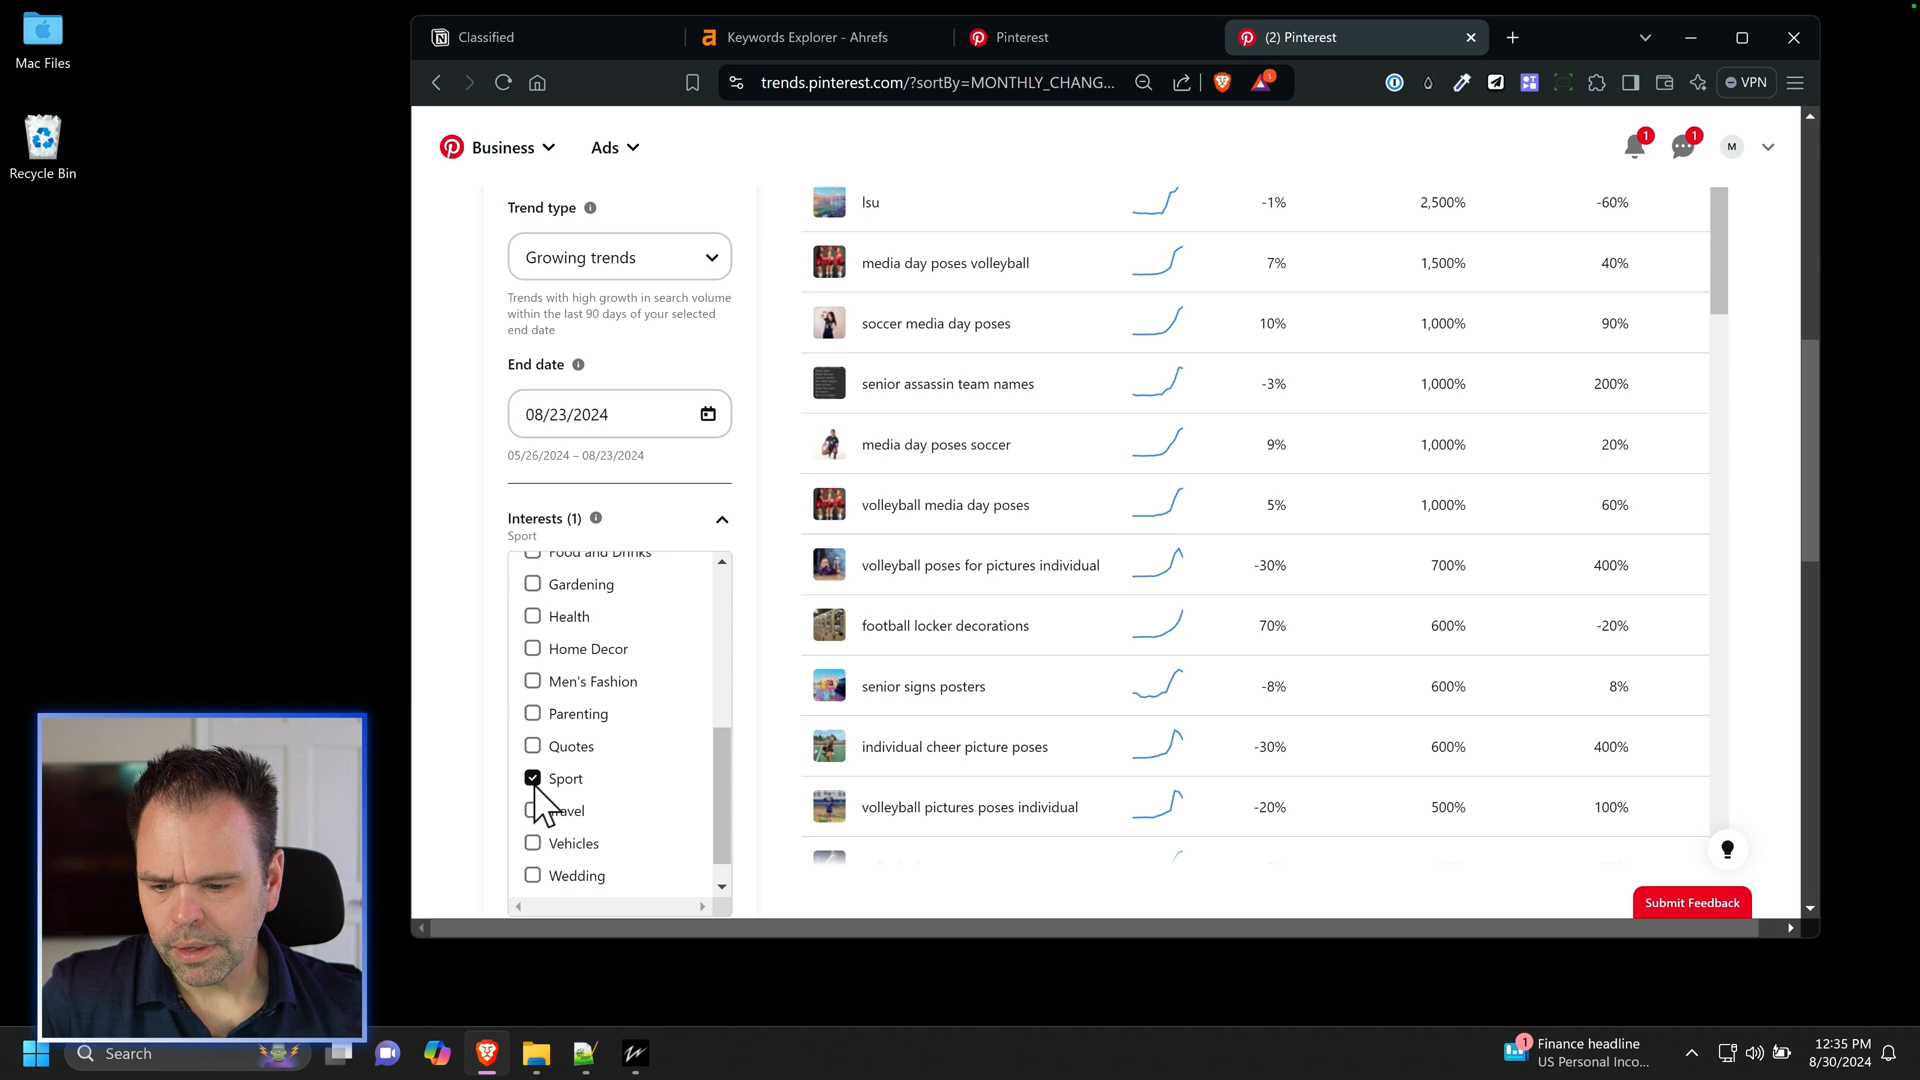 Mac Files
Recycle Bin
Classified
Keywords Explorer - Ahrefs
Pinterest
(2) Pinterest
trends.pinterest.com/?sortBy=MONTHLY_CHANG...
1
VPN
Business
Ads
1
1
M
Trend type
Growing trends
Trends with high growth in search volume
within the last 90 days of your selected
end date
End date
08/23/2024
05/26/2024 – 08/23/2024
Interests (1)
Sport
Food and Drinks
Gardening
Health
Home Decor
Men's Fashion
Parenting
Quotes
Sport
Travel
Vehicles
Wedding
lsu -1% 2,500% -60%
media day poses volleyball 7% 1,500% 40%
soccer media day poses 10% 1,000% 90%
senior assassin team names -3% 1,000% 200%
media day poses soccer 9% 1,000% 20%
volleyball media day poses 5% 1,000% 60%
volleyball poses for pictures individual -30% 700% 400%
football locker decorations 70% 600% -20%
senior signs posters -8% 600% 8%
individual cheer picture poses -30% 600% 400%
volleyball pictures poses individual -20% 500% 100%
Submit Feedback
Search
1
Finance headline
US Personal Inco...
12:35 PM
8/30/2024